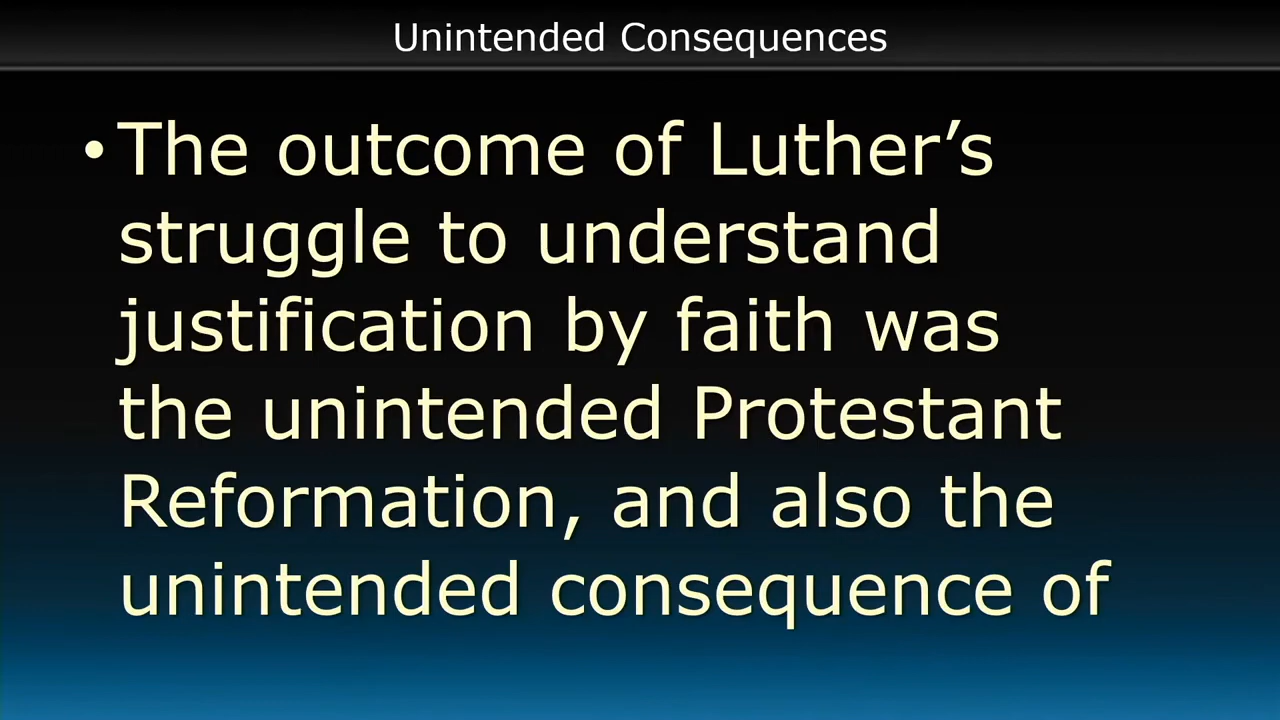 Unintended Consequences
• The outcome of Luther’s
struggle to understand
justification by faith was
the unintended Protestant
Reformation, and also the
unintended consequence of